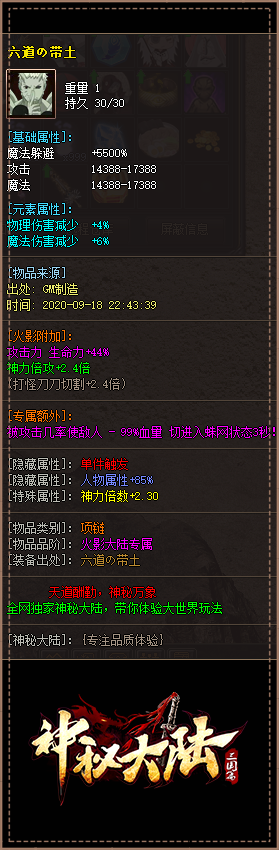 六道の带土
重量 1
持久 30/30
[基础属性]:
魔法躲避 +5500%
攻击 14388-17388
魔法 14388-17388
[元素属性]:
物理伤害减少 +4%
魔法伤害减少 +6%
[物品来源]
出处: GM制造
时间: 2020-09-18 22:43:39
[火影附加]:
攻击力 生命力+44%
神力倍攻+2.4倍
(打怪刀刀切割+2.4倍)
[专属额外]:
被攻击几率使敌人 - 99%血量 切进入蛛网状态3秒!
[隐藏属性]: 单件触发
[隐藏属性]: 人物属性+65%
[特殊属性]: 神力倍数+2.30
[物品类别]: 项链
[物品品阶]: 火影大陆专属
[装备出处]: 六道の带土
天道酬勤，神秘万象
全网独家神秘大陆，带你体验大世界玩法
[神秘大陆]: {专注品质体验}
神秘大陆
三国篇